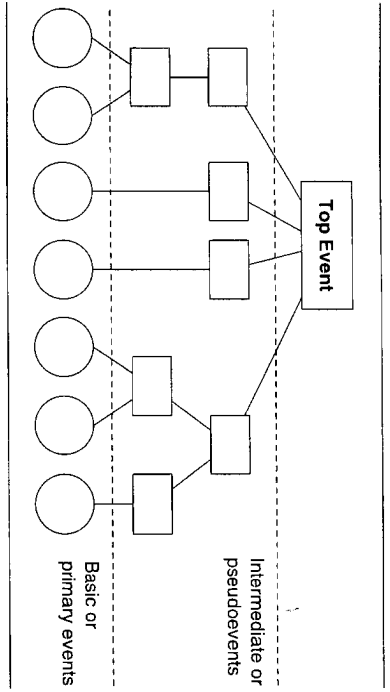 Top Event
Intermediate or
pseudoevents
Basic or
primary events